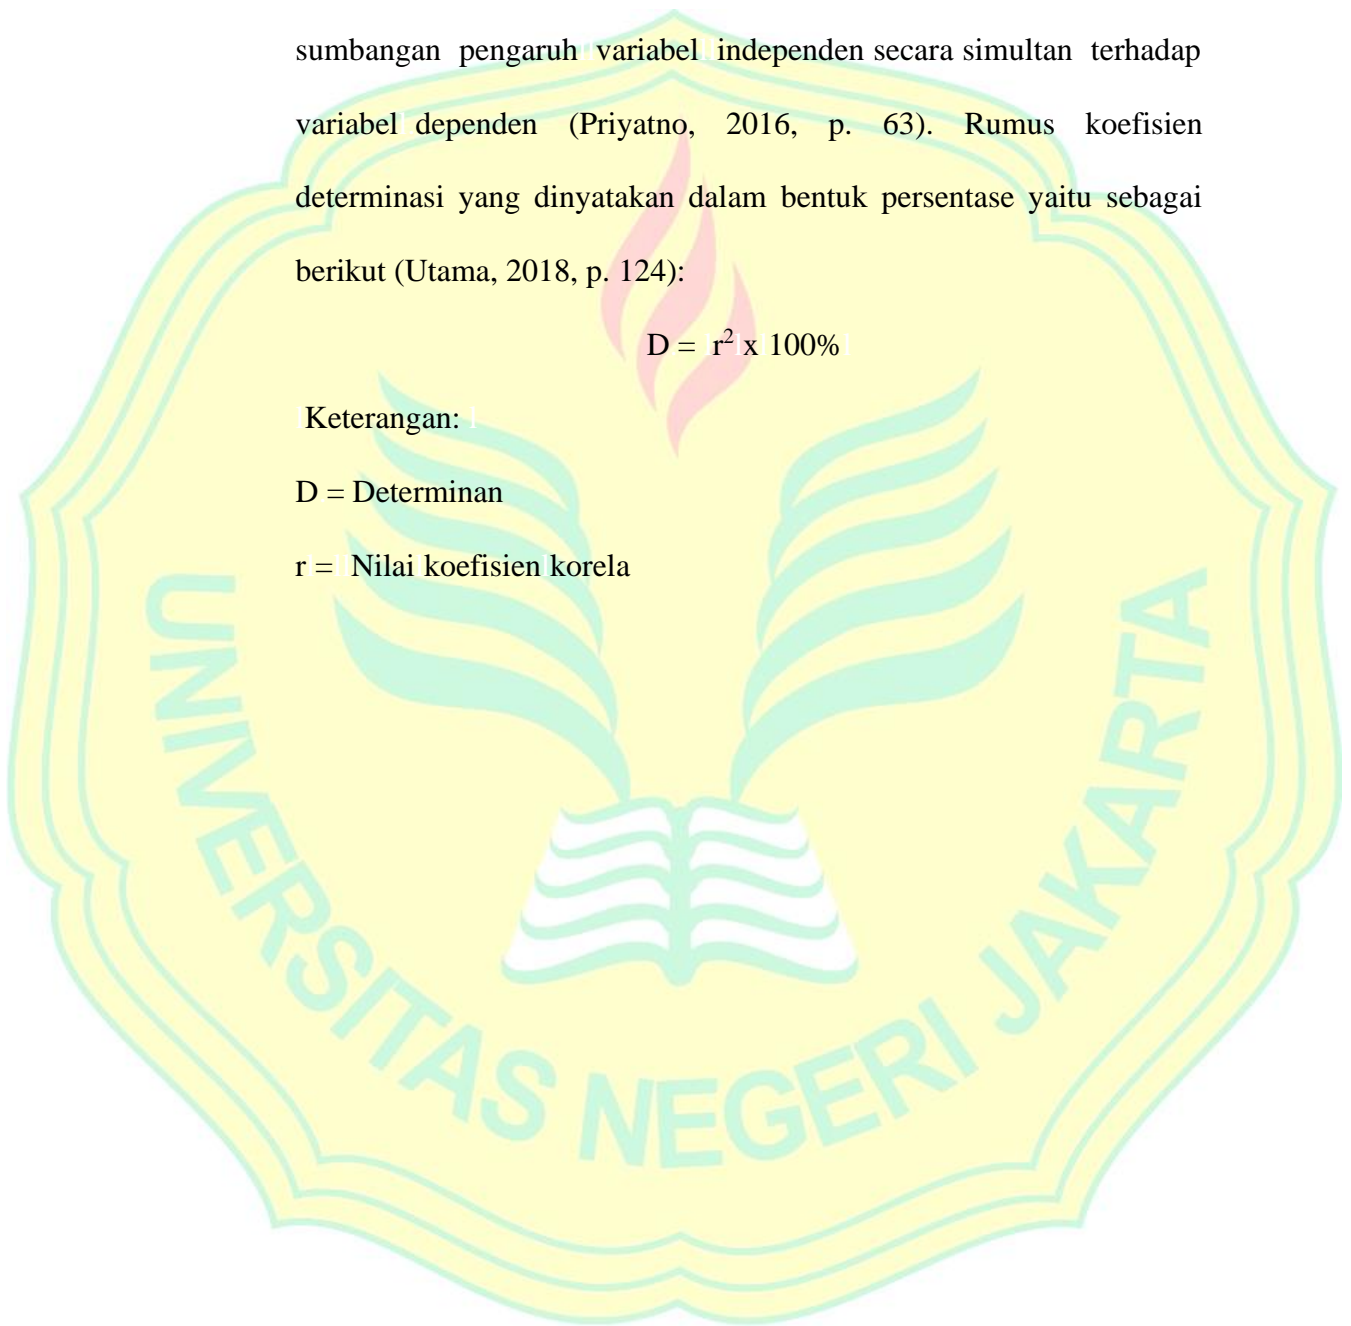 sumbangan pengaruh variabel independen secara simultan terhadap
variabel dependen (Priyatno, 2016, p. 63). Rumus koefisien
determinasi yang dinyatakan dalam bentuk persentase yaitu sebagai
berikut (Utama, 2018, p. 124):
D = r² x 100%
Keterangan:
D = Determinan
r = Nilai koefisien korela
UNIVERSITAS NEGERI JAKARTA